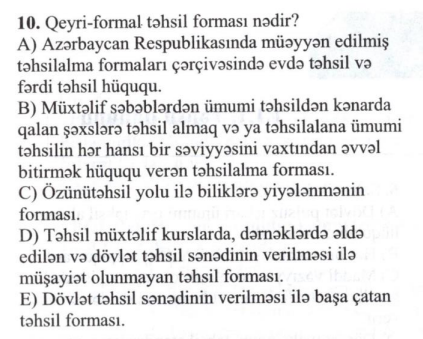 10. Qeyri-formal təhsil forması nədir?
A) Azərbaycan Respublikasında müəyyən edilmiş
təhsilalma formaları çərçivəsində evdə təhsil və
fərdi təhsil hüququ.
B) Müxtəlif səbəblərdən ümumi təhsildən kənarda
qalan şəxslərə təhsil almaq və ya təhsilalana ümumi
təhsilin hər hansı bir səviyyəsini vaxtından əvvəl
bitirmək hüququ verən təhsilalma forması.
C) Özünütəhsil yolu ilə biliklərə yiyələnmənin
forması.
D) Təhsil müxtəlif kurslarda, dərnəklərdə əldə
edilən və dövlət təhsil sənədinin verilməsi ilə
müşayiət olunmayan təhsil forması.
E) Dövlət təhsil sənədinin verilməsi ilə başa çatan
təhsil forması.